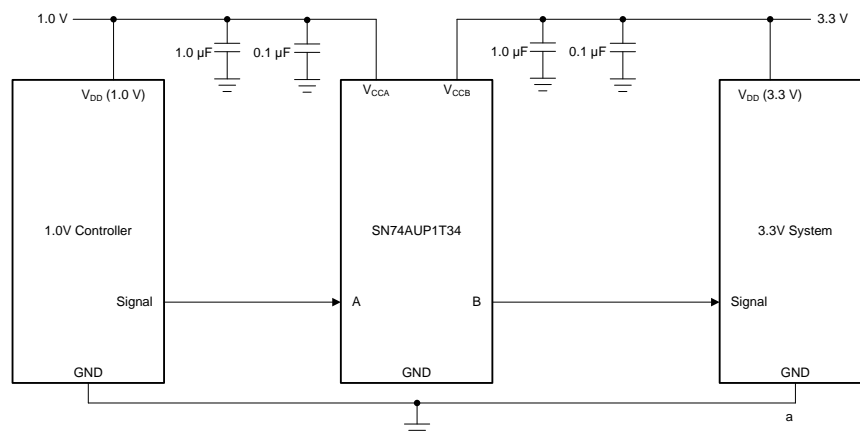 1.0 V
3.3 V
1.0 µF
0.1 µF
1.0 µF
0.1 µF
VDD (1.0 V)
VCCA
VCCB
VDD (3.3 V)
1.0V Controller
SN74AUP1T34
3.3V System
Signal
A
B
Signal
GND
GND
GND
a